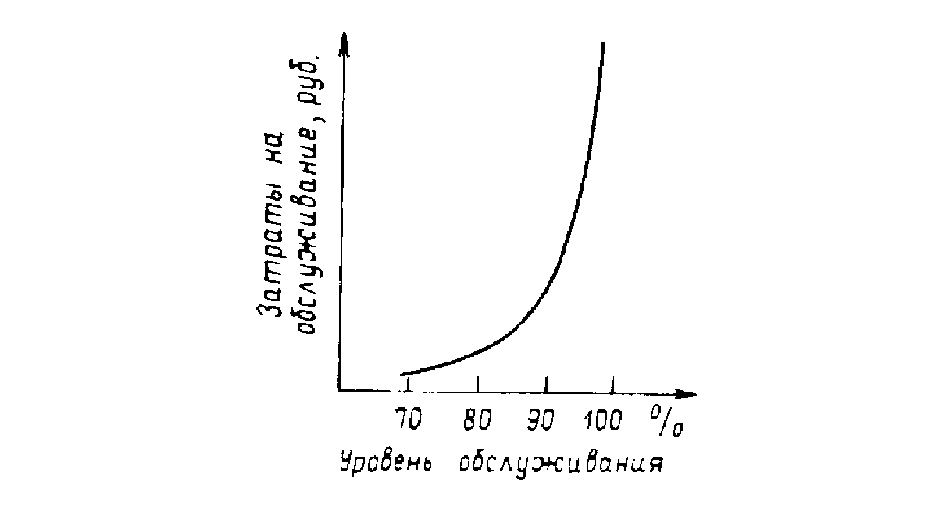 Затраты на
обслуживание, руб.
70 80 90 100 %
Уровень обслуживания